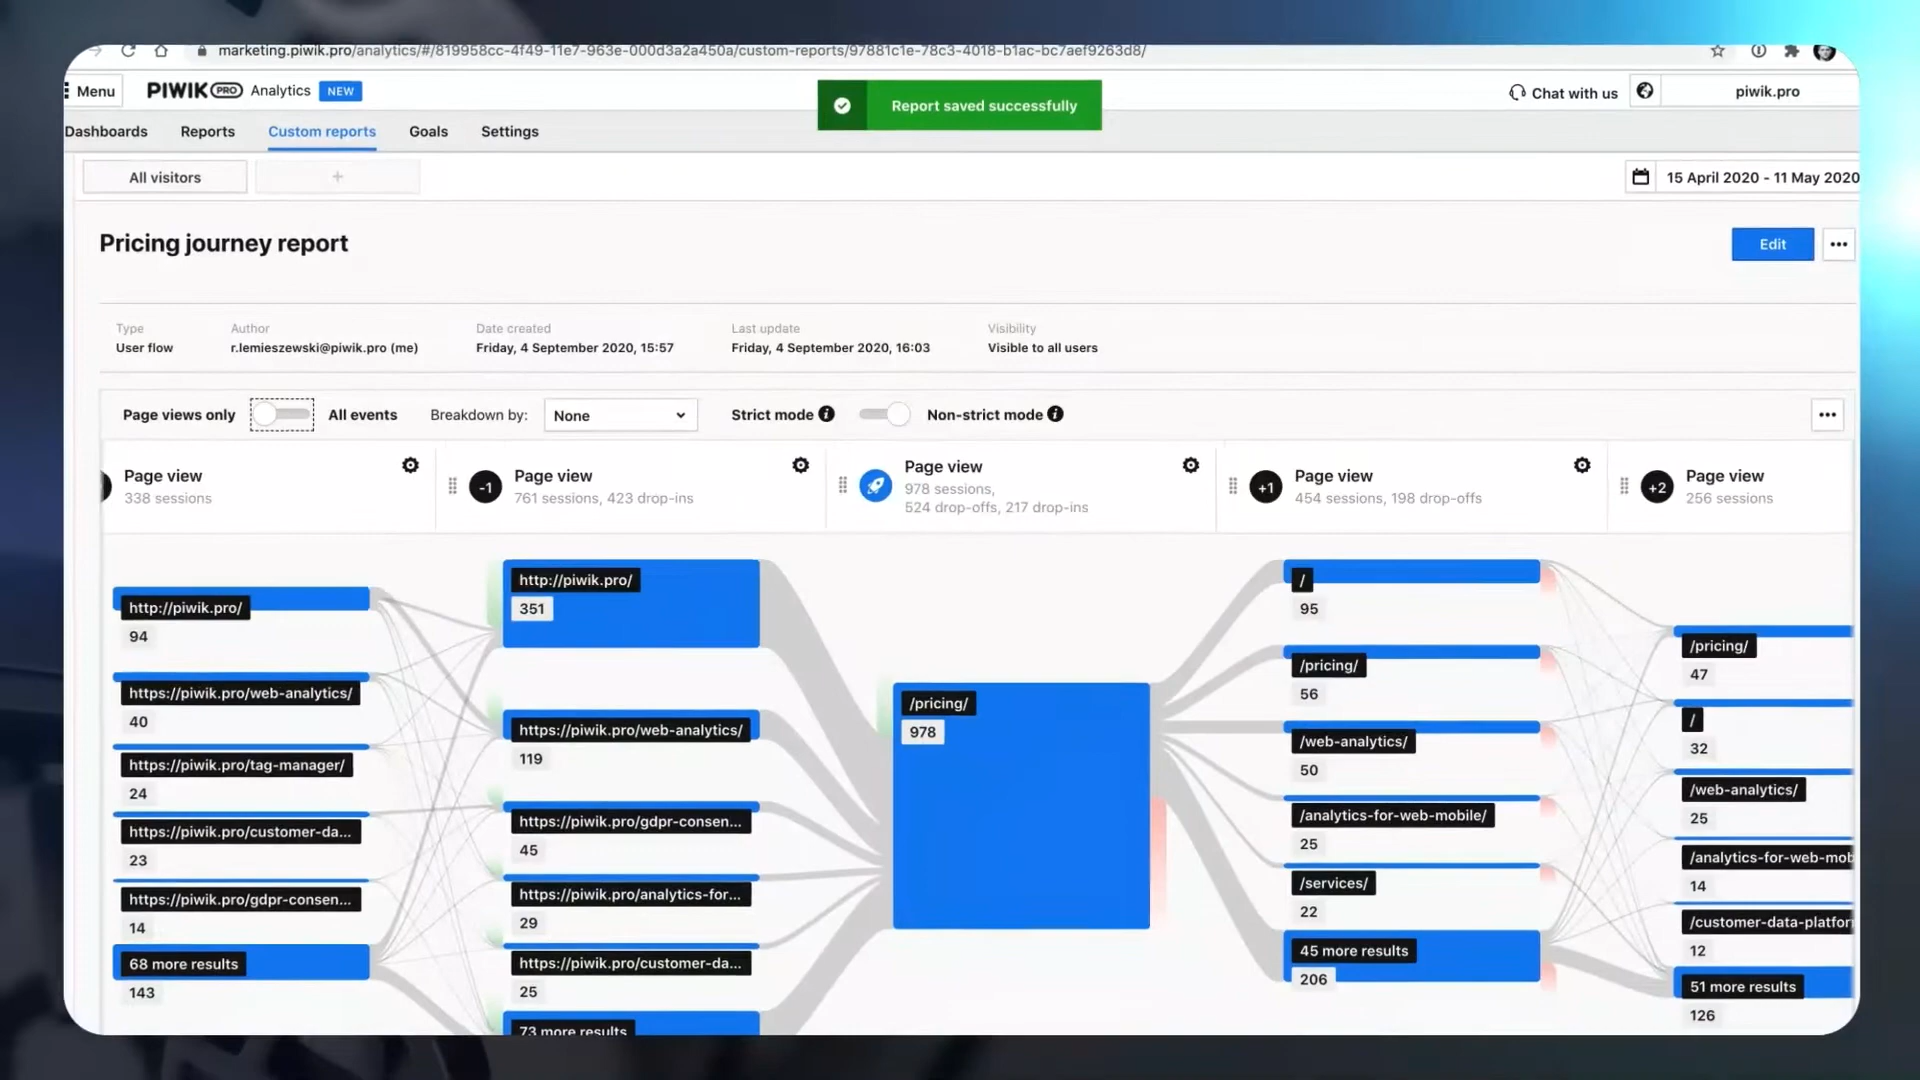 marketing.piwik.pro/analytics/#/819958cc-4f49-11e7-963e-000d3a2a450a/custom-reports/97881c1e-78c3-4018-b1ac-bc7aef9263d8/
Menu
PIWIK PRO Analytics NEW
Report saved successfully
Chat with us
piwik.pro
Dashboards Reports Custom reports Goals Settings
All visitors
+
15 April 2020 - 11 May 2020
Pricing journey report
Edit
Type
User flow
Author
r.lemieszewski@piwik.pro (me)
Date created
Friday, 4 September 2020, 15:57
Last update
Friday, 4 September 2020, 16:03
Visibility
Visible to all users
Page views only All events Breakdown by: None Strict mode Non-strict mode
Page view
338 sessions
-1
Page view
761 sessions, 423 drop-ins
Page view
978 sessions,
524 drop-offs, 217 drop-ins
+1
Page view
454 sessions, 198 drop-offs
+2
Page view
256 sessions
http://piwik.pro/
94
https://piwik.pro/web-analytics/
40
https://piwik.pro/tag-manager/
24
https://piwik.pro/customer-da...
23
https://piwik.pro/gdpr-consen...
14
68 more results
143
http://piwik.pro/
351
https://piwik.pro/web-analytics/
119
https://piwik.pro/gdpr-consen...
45
https://piwik.pro/analytics-for...
29
https://piwik.pro/customer-da...
25
73 more results
/pricing/
978
/
95
/pricing/
56
/web-analytics/
50
/analytics-for-web-mobile/
25
/services/
22
45 more results
206
/pricing/
47
/
32
/web-analytics/
25
/analytics-for-web-mob
14
/customer-data-platfor
12
51 more results
126